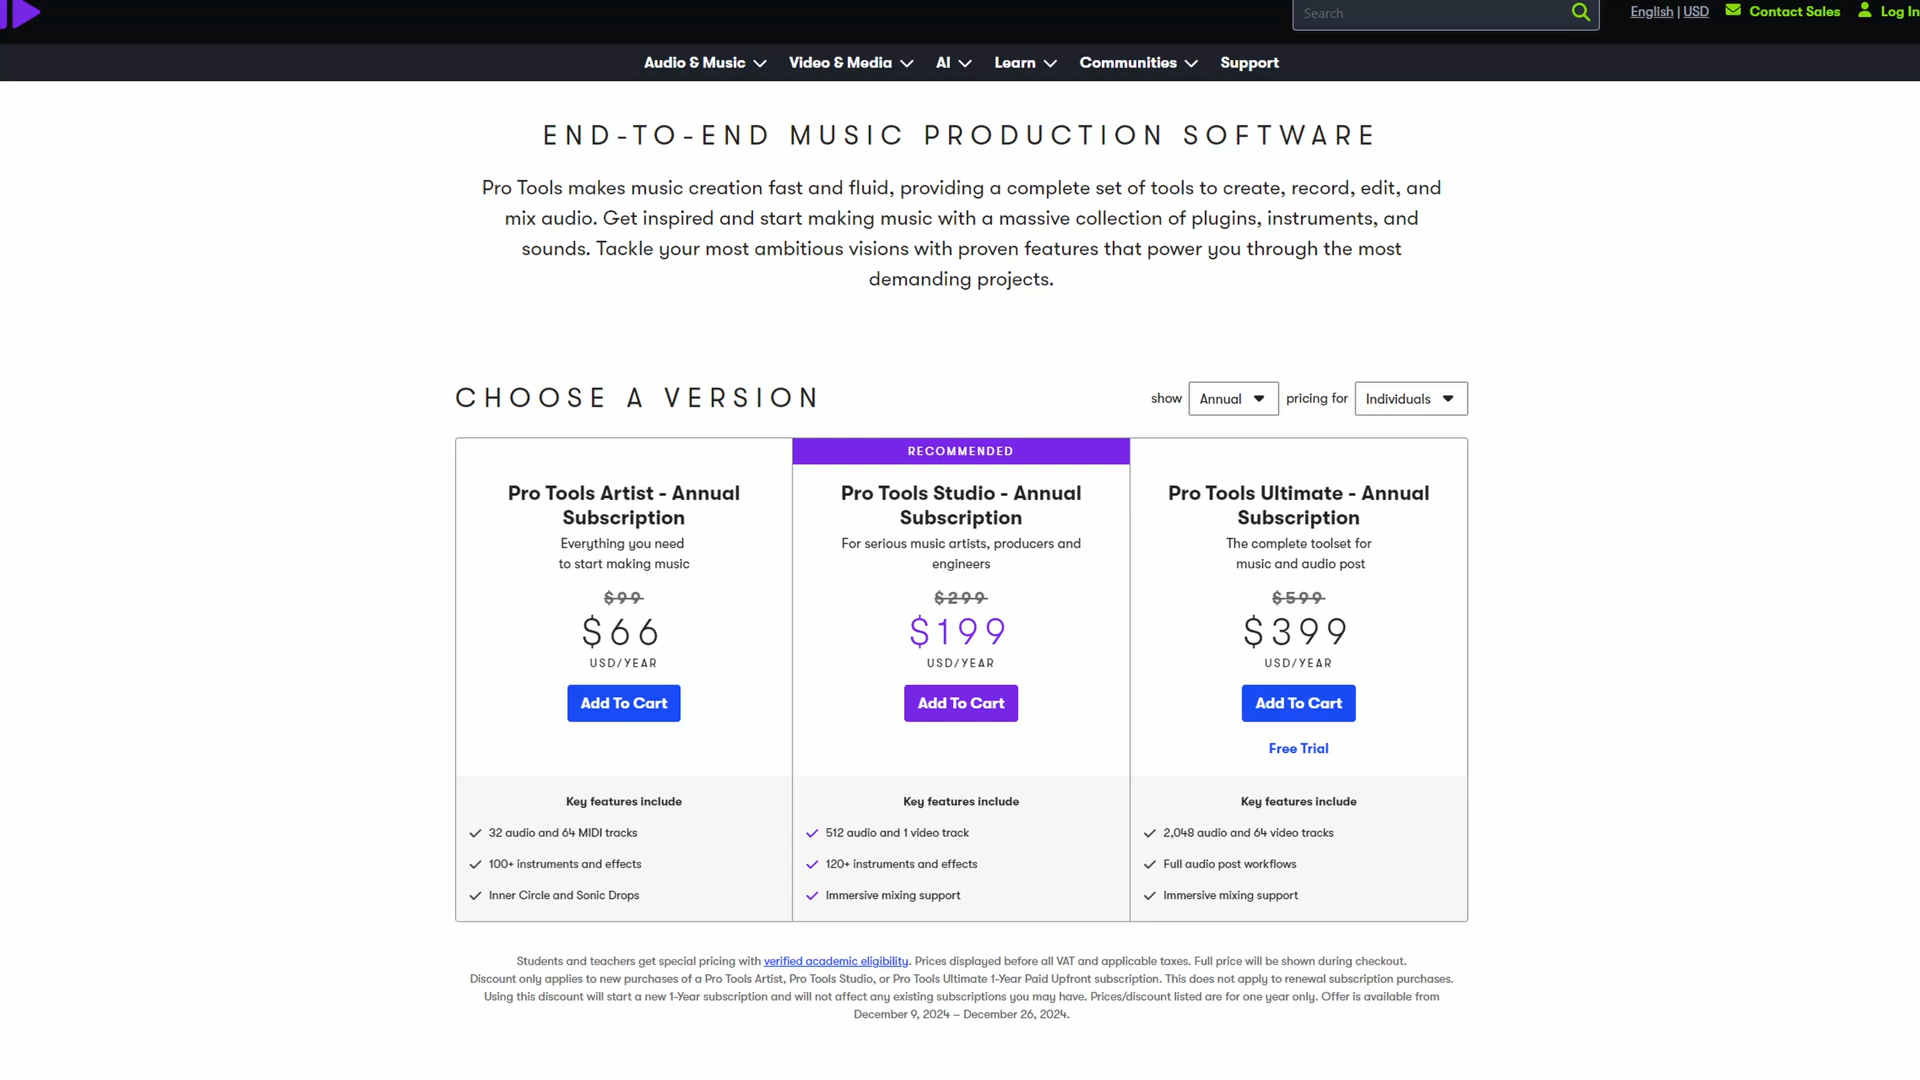 Search
English | USD
Contact Sales
Log In
Audio & Music
Video & Media
AI
Learn
Communities
Support
END-TO-END MUSIC PRODUCTION SOFTWARE
Pro Tools makes music creation fast and fluid, providing a complete set of tools to create, record, edit, and
mix audio. Get inspired and start making music with a massive collection of plugins, instruments, and
sounds. Tackle your most ambitious visions with proven features that power you through the most
demanding projects.
CHOOSE A VERSION
show Annual pricing for Individuals
RECOMMENDED
Pro Tools Artist - Annual
Subscription
Everything you need
to start making music
$99
$66
USD/YEAR
Add To Cart
Key features include
32 audio and 64 MIDI tracks
100+ instruments and effects
Inner Circle and Sonic Drops
Pro Tools Studio - Annual
Subscription
For serious music artists, producers and
engineers
$299
$199
USD/YEAR
Add To Cart
Key features include
512 audio and 1 video track
120+ instruments and effects
Immersive mixing support
Pro Tools Ultimate - Annual
Subscription
The complete toolset for
music and audio post
$599
$399
USD/YEAR
Add To Cart
Free Trial
Key features include
2,048 audio and 64 video tracks
Full audio post workflows
Immersive mixing support
Students and teachers get special pricing with verified academic eligibility. Prices displayed before all VAT and applicable taxes. Full price will be shown during checkout.
Discount only applies to new purchases of a Pro Tools Artist, Pro Tools Studio, or Pro Tools Ultimate 1-Year Paid Upfront subscription. This does not apply to renewal subscription purchases.
Using this discount will start a new 1-Year subscription and will not affect any existing subscriptions you may have. Prices/discount listed are for one year only. Offer is available from
December 9, 2024 – December 26, 2024.